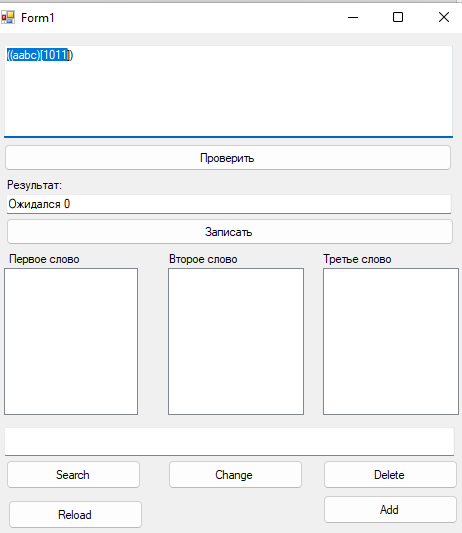 Form1
((aabc)[1011])
Проверить
Результат:
Ожидался 0
Записать
Первое слово Второе слово Третье слово
Search Change Delete
Reload Add